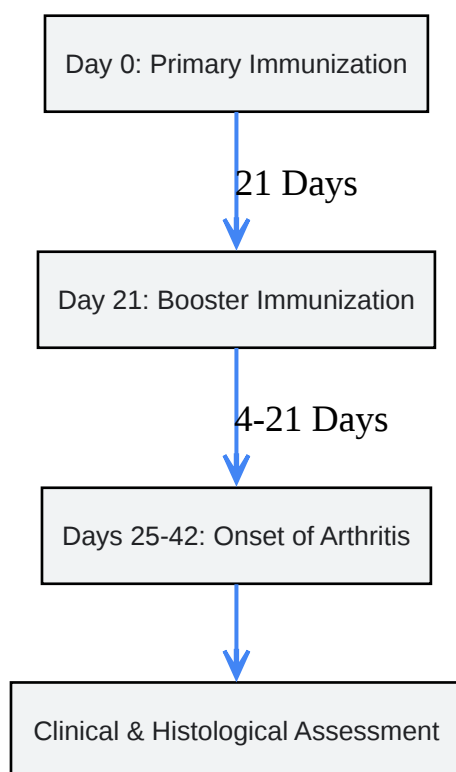 Day 0: Primary Immunization
21 Days
Day 21: Booster Immunization
4-21 Days
Days 25-42: Onset of Arthritis
Clinical & Histological Assessment